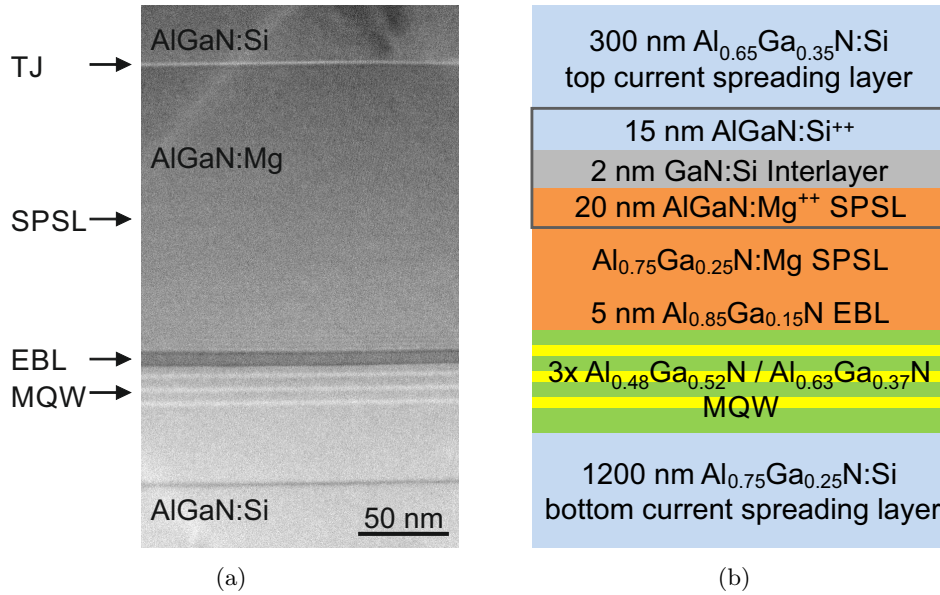 AlGaN:Si
TJ
AlGaN:Mg
SPSL
EBL
MQW
AlGaN:Si
50 nm
(a)
300 nm Al₀.₆₅Ga₀.₃₅N:Si
top current spreading layer
15 nm AlGaN:Si⁺⁺
2 nm GaN:Si Interlayer
20 nm AlGaN:Mg⁺⁺ SPSL
Al₀.₇₅Ga₀.₂₅N:Mg SPSL
5 nm Al₀.₈₅Ga₀.₁₅N EBL
3x Al₀.₄₈Ga₀.₅₂N / Al₀.₆₃Ga₀.₃₇N
MQW
1200 nm Al₀.₇₅Ga₀.₂₅N:Si
bottom current spreading layer
(b)